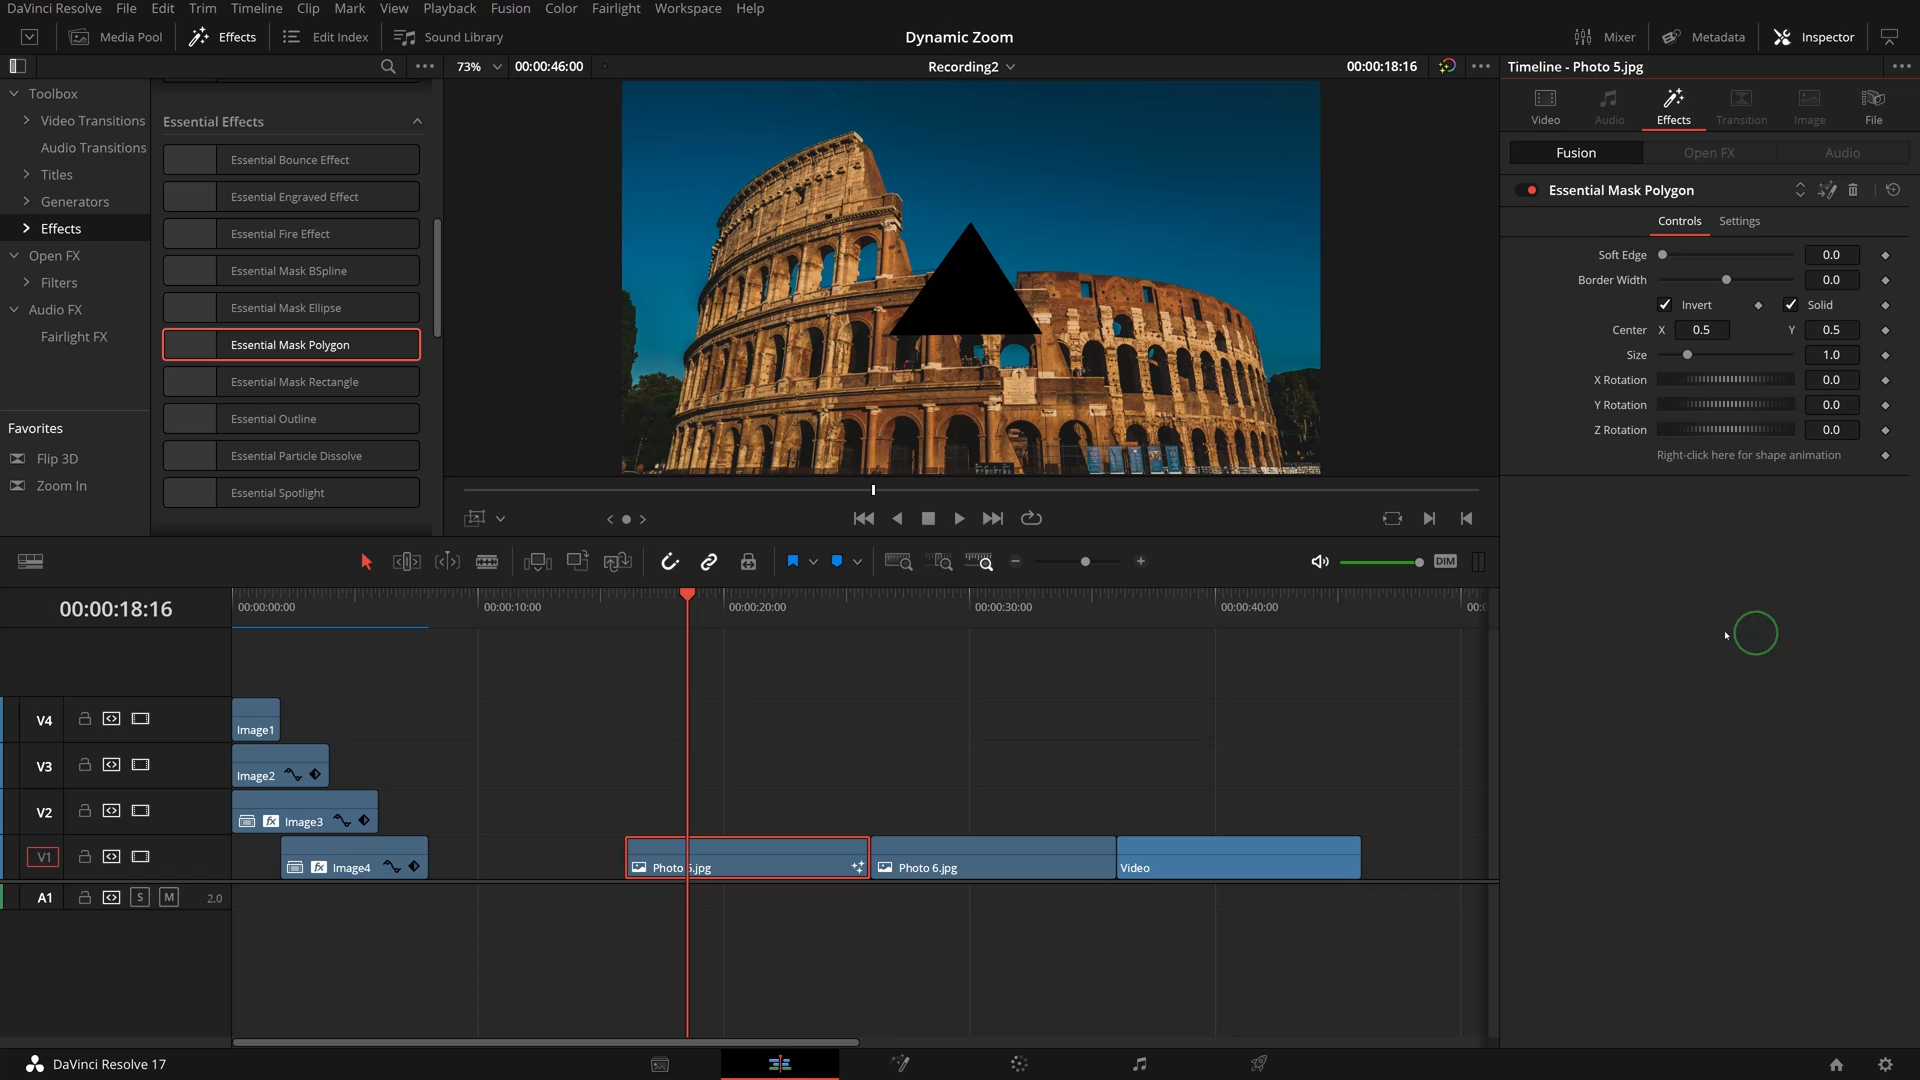 DaVinci Resolve File Edit Trim Timeline Clip Mark View Playback Fusion Color Fairlight Workspace Help
Media Pool Effects Edit Index Sound Library Dynamic Zoom Mixer Metadata Inspector
73% 00:00:46:00 Recording2 00:00:18:16 Timeline - Photo 5.jpg
Toolbox
Video Transitions
Audio Transitions
Titles
Generators
Effects
Open FX
Filters
Audio FX
Fairlight FX
Favorites
Flip 3D
Zoom In
Essential Effects
Essential Bounce Effect
Essential Engraved Effect
Essential Fire Effect
Essential Mask BSpline
Essential Mask Ellipse
Essential Mask Polygon
Essential Mask Rectangle
Essential Outline
Essential Particle Dissolve
Essential Spotlight
Video Audio Effects Transition Image File
Fusion Open FX Audio
Essential Mask Polygon
Controls Settings
Soft Edge 0.0
Border Width 0.0
Invert Solid
Center X 0.5 Y 0.5
Size 1.0
X Rotation 0.0
Y Rotation 0.0
Z Rotation 0.0
Right-click here for shape animation
DIM
00:00:18:16
00:00:00:00 00:00:10:00 00:00:20:00 00:00:30:00 00:00:40:00
V4 Image1
V3 Image2
V2 fx Image3
V1 fx Image4 Photo 5.jpg Photo 6.jpg Video
A1 S M 2.0
DaVinci Resolve 17